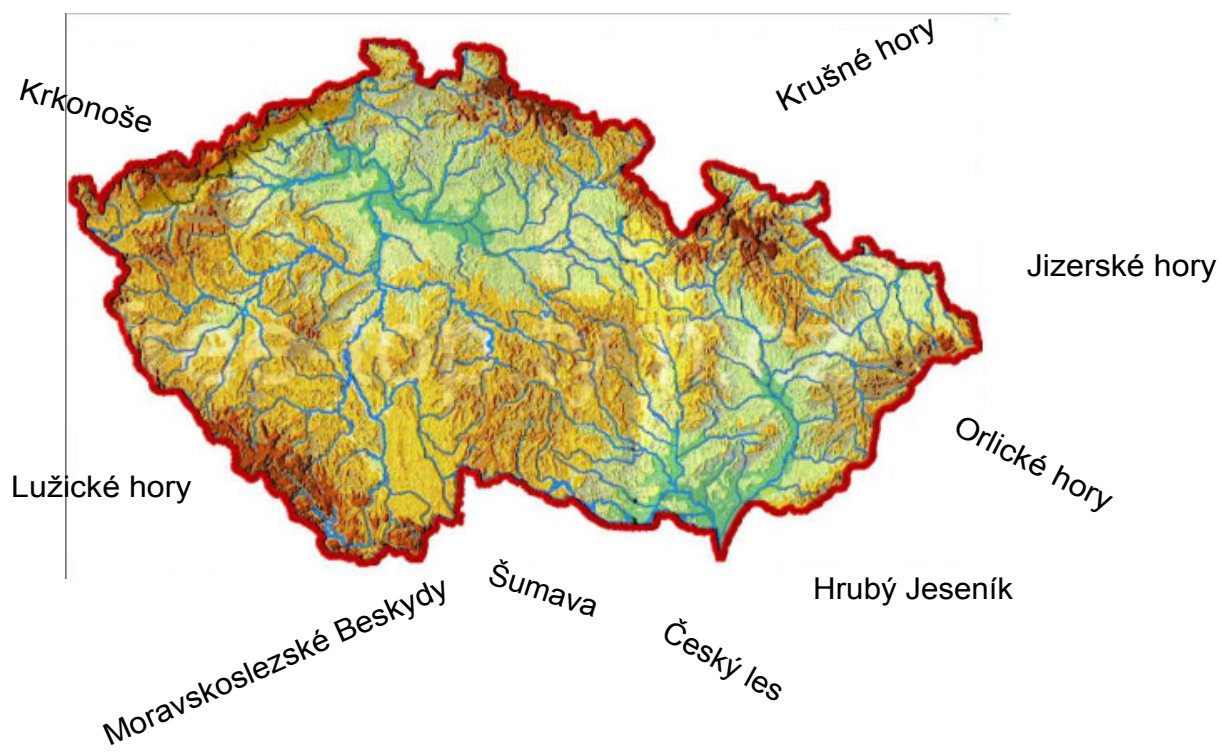 Krušné hory
Krkonoše
Jizerské hory
Orlické hory
Lužické hory
Šumava
Hrubý Jeseník
Moravskoslezské Beskydy
Český les